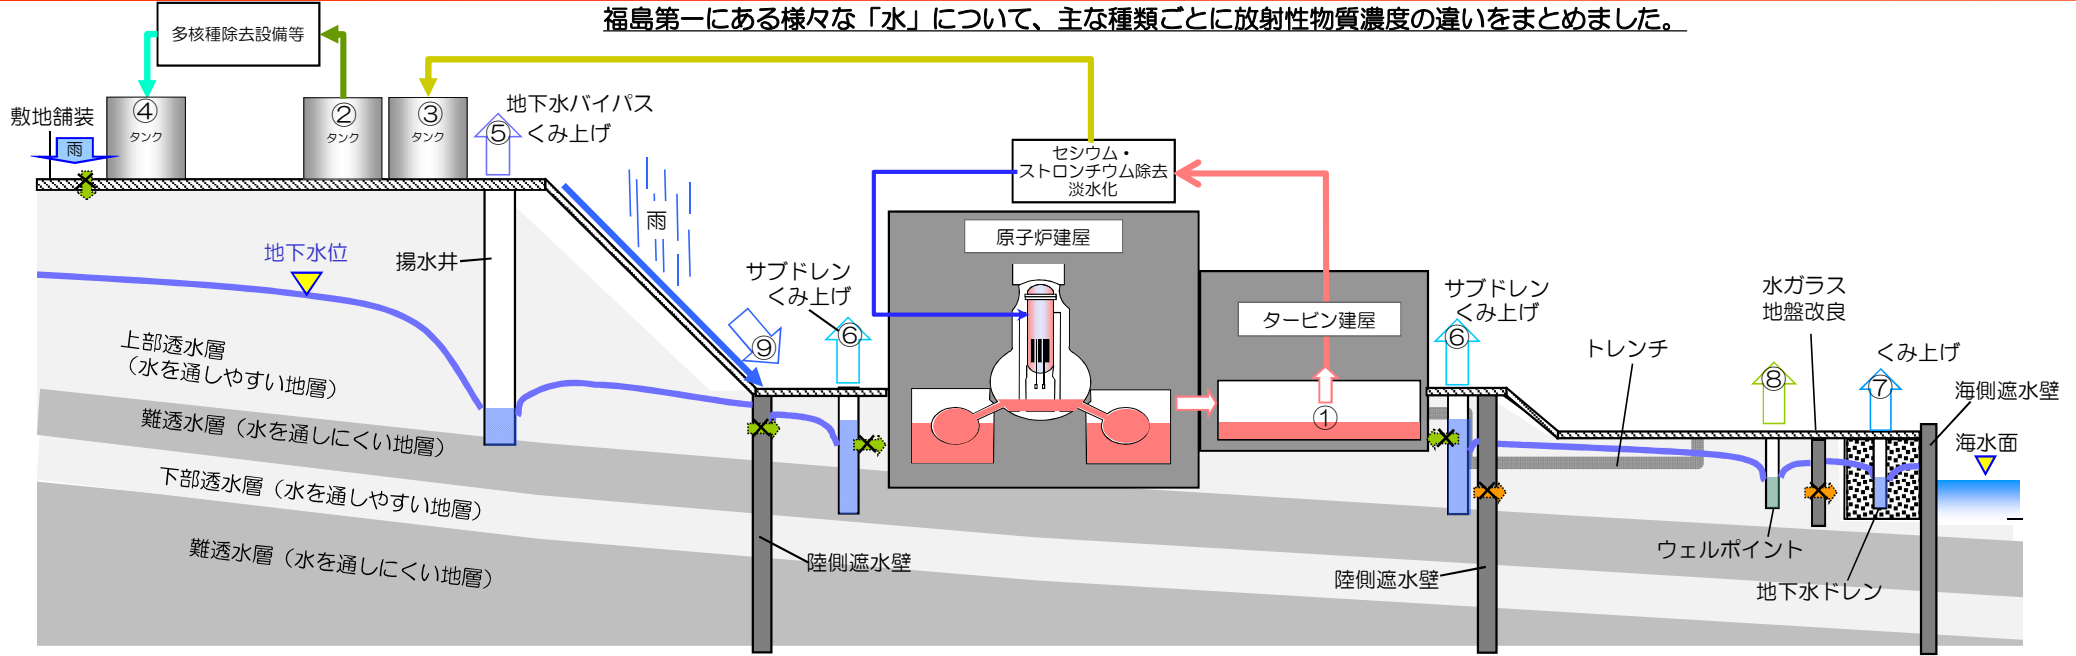 福島第一にある様々な「水」について、主な種類ごとに放射性物質濃度の違いをまとめました。
多核種除去設備等
④
タンク
②
タンク
③
タンク
敷地舗装
雨
⑤
地下水バイパス
くみ上げ
セシウム・
ストロンチウム除去
淡水化
雨
地下水位
揚水井
原子炉建屋
サブドレン
くみ上げ
⑥
⑨
タービン建屋
①
サブドレン
くみ上げ
⑥
水ガラス
地盤改良
トレンチ
くみ上げ
⑧
⑦
海側遮水壁
海水面
上部透水層
（水を通しやすい地層）
難透水層（水を通しにくい地層）
下部透水層（水を通しやすい地層）
難透水層（水を通しにくい地層）
陸側遮水壁
陸側遮水壁
ウェルポイント
地下水ドレン